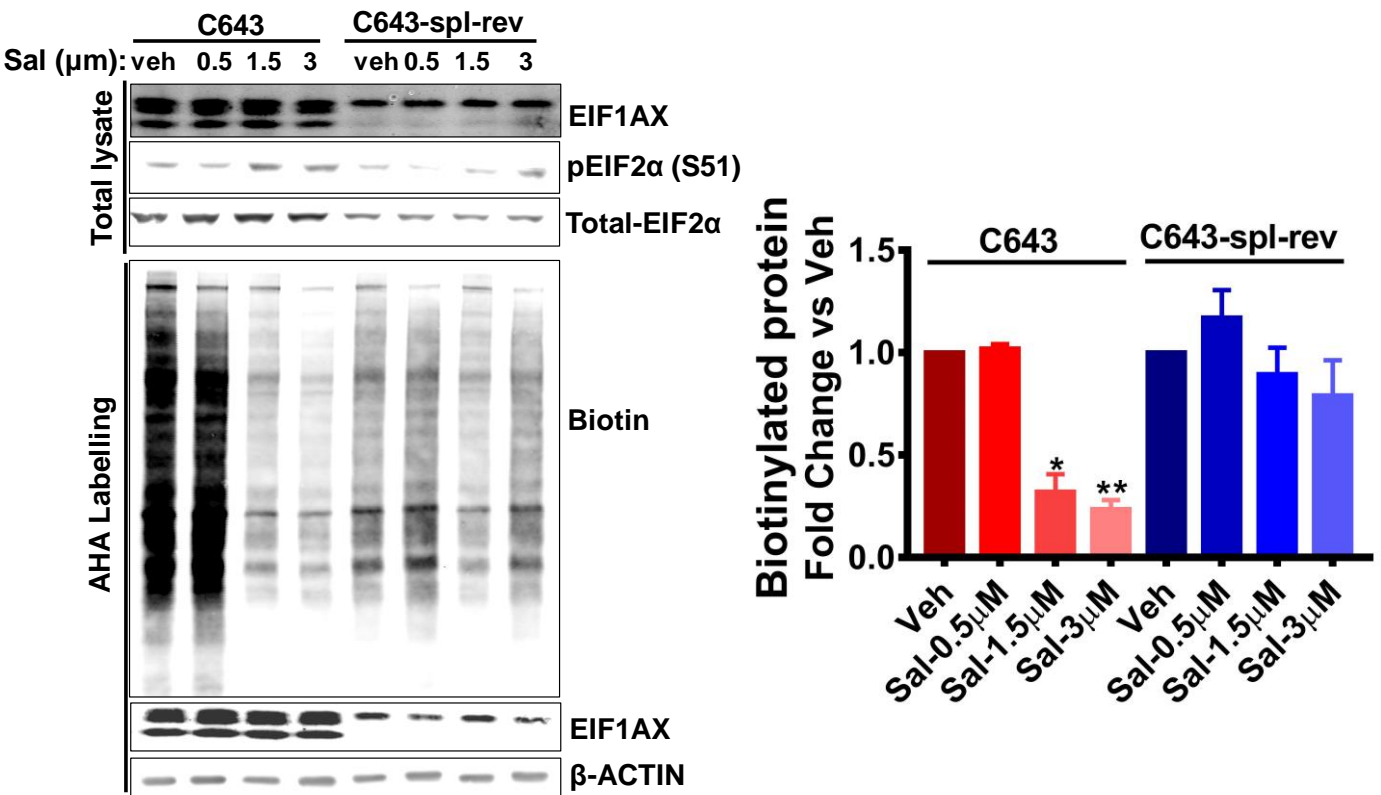 C643 C643-spl-rev
Sal (μm): veh 0.5 1.5 3 veh 0.5 1.5 3
Total lysate
EIF1AX
pEIF2α (S51)
Total-EIF2α
AHA Labelling
Biotin
EIF1AX
β-ACTIN
Biotinylated protein
Fold Change vs Veh
C643 C643-spl-rev
1.5
1.0
0.5
0.0
* **
Veh Sal-0.5μM Sal-1.5μM Sal-3μM Veh Sal-0.5μM Sal-1.5μM Sal-3μM